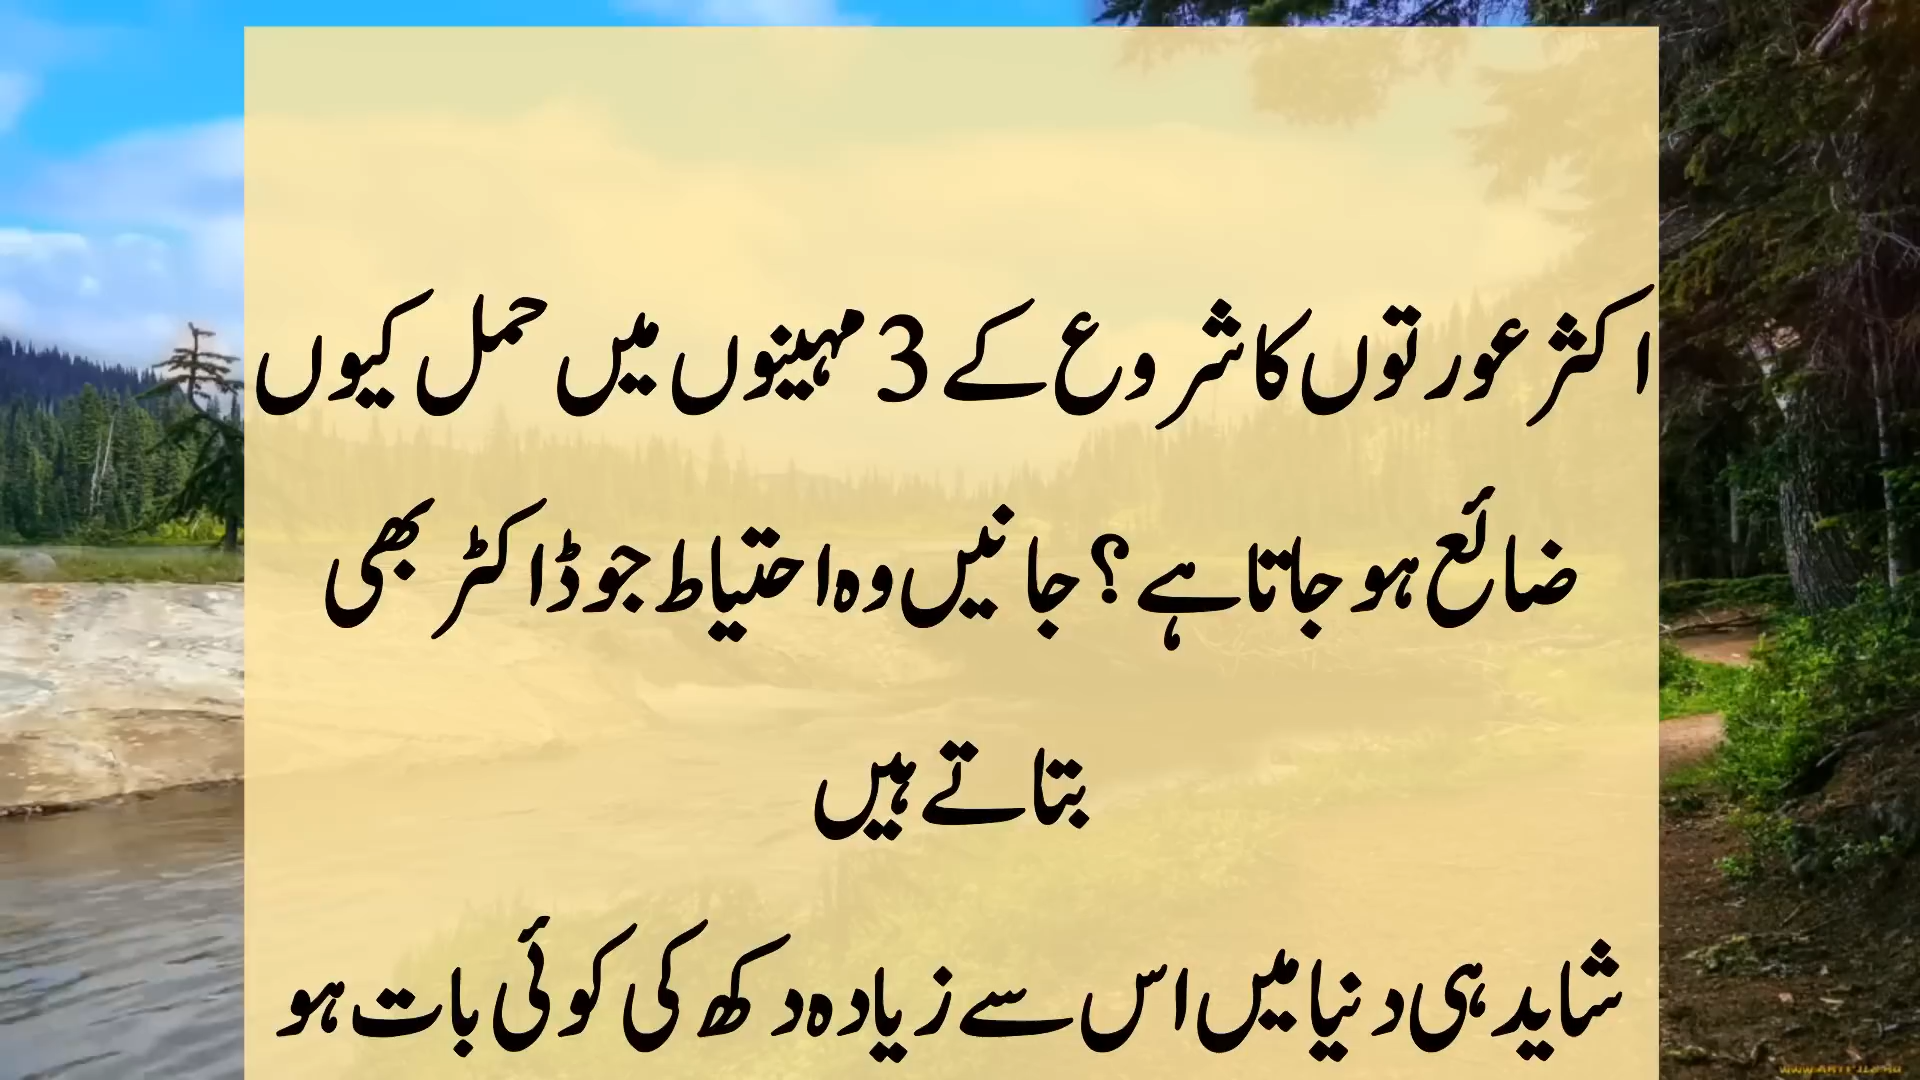 اکثر عورتوں کا شروع کے 3 مہینوں میں حمل کیوں
ضائع ہو جاتا ہے؟ جانئیں وہ احتیاط جو ڈاکٹر بھی
بتاتے ہیں
شاید ہی دنیا میں اس سے زیادہ دکھ کی کوئی بات ہو